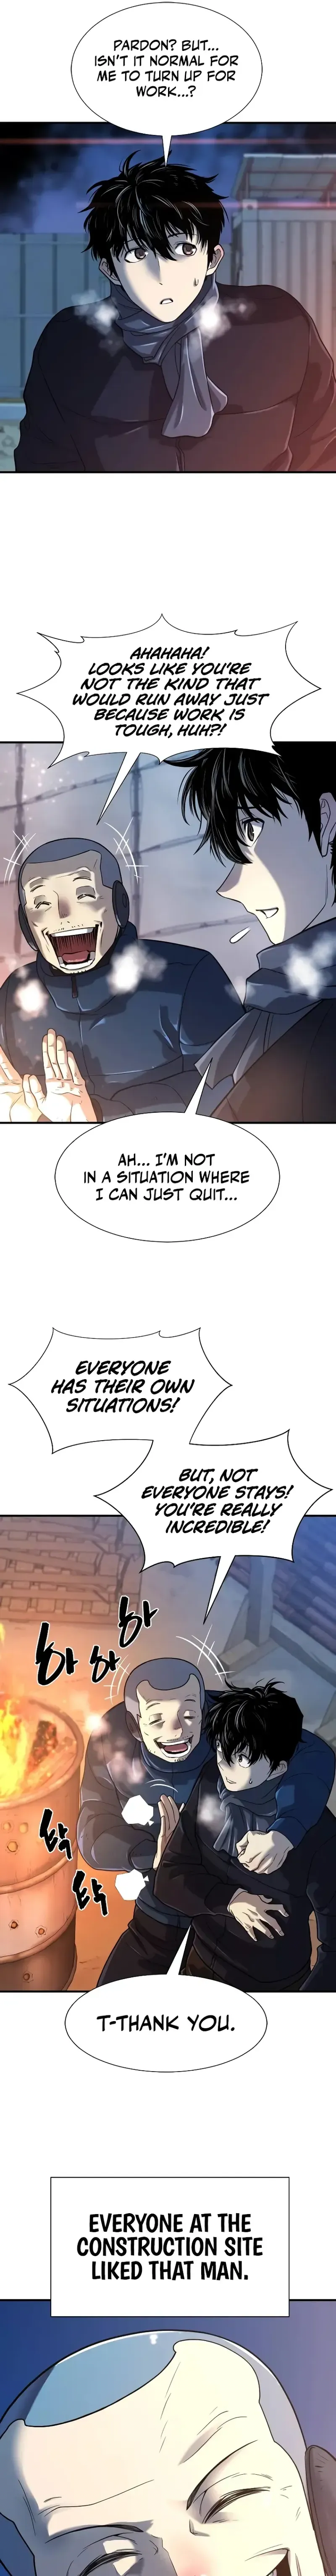 PARDON? BUT...
ISN'T IT NORMAL FOR
ME TO TURN UP FOR
WORK...?
AHAHAHA!
LOOKS LIKE YOU'RE
NOT THE KIND THAT
WOULD RUN AWAY JUST
BECAUSE WORK IS
TOUGH, HUH?!
AH... I'M NOT
IN A SITUATION WHERE
I CAN JUST QUIT...
EVERYONE
HAS THEIR OWN
SITUATIONS!
BUT, NOT
EVERYONE STAYS!
YOU'RE REALLY
INCREDIBLE!
하
하
하
탁
탁
T-THANK YOU.
EVERYONE AT THE
CONSTRUCTION SITE
LIKED THAT MAN.